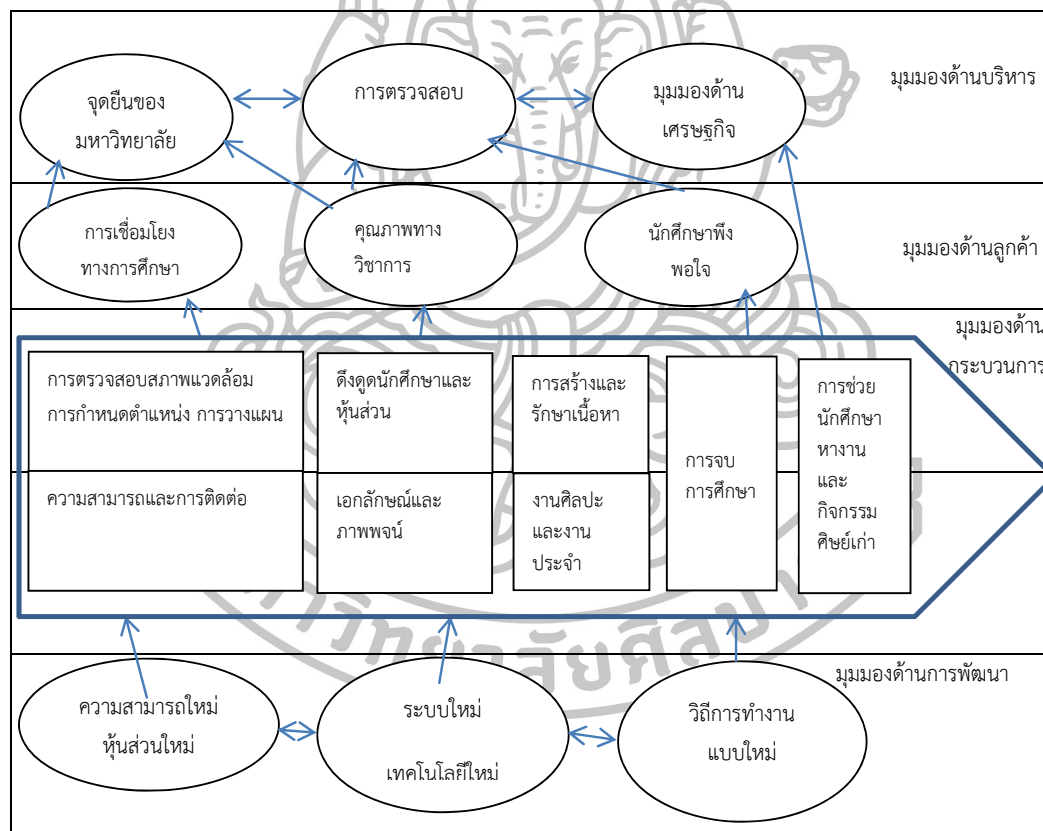 จุดยืนของ
มหาวิทยาลัย
การตรวจสอบ
มุมมองด้าน
เศรษฐกิจ
มุมมองด้านบริหาร
การเชื่อมโยง
ทางการศึกษา
คุณภาพทาง
วิชาการ
นักศึกษาพึง
พอใจ
มุมมองด้านลูกค้า
มุมมองด้าน
กระบวนการ
การตรวจสอบสภาพแวดล้อม
การกำหนดตำแหน่ง การวางแผน
ดึงดูดนักศึกษาและ
หุ้นส่วน
การสร้างและ
รักษาเนื้อหา
การจบ
การศึกษา
การช่วย
นักศึกษา
หางาน
และ
กิจกรรม
ศิษย์เก่า
ความสามารถและการติดต่อ
เอกลักษณ์และ
ภาพพจน์
งานศิลปะ
และงาน
ประจำ
มุมมองด้านการพัฒนา
ความสามารถใหม่
หุ้นส่วนใหม่
ระบบใหม่
เทคโนโลยีใหม่
วิถีการทำงาน
แบบใหม่